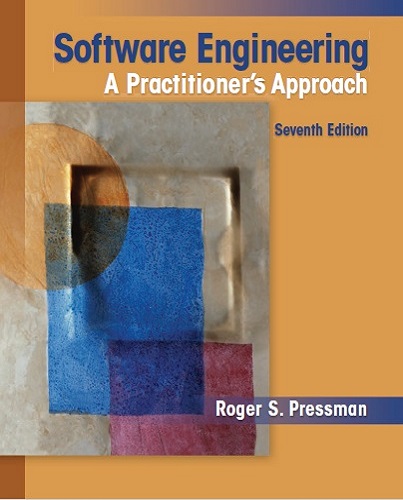 Software Engineering
A Practitioner's Approach
Seventh Edition
Roger S. Pressman